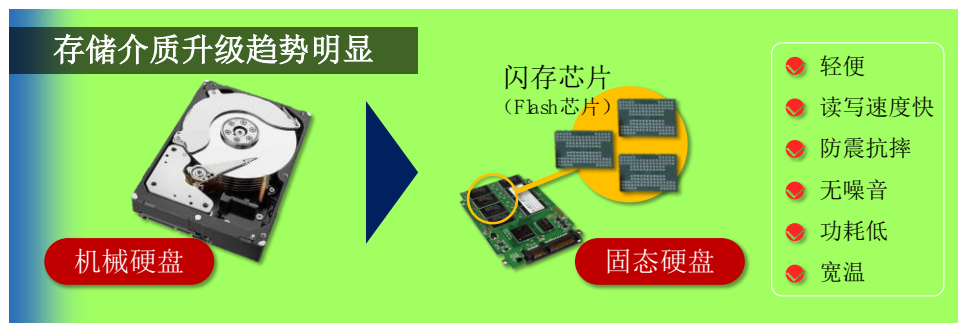 存储介质升级趋势明显
闪存芯片
（Flash芯片）
机械硬盘
固态硬盘
轻便
读写速度快
防震抗摔
无噪音
功耗低
宽温